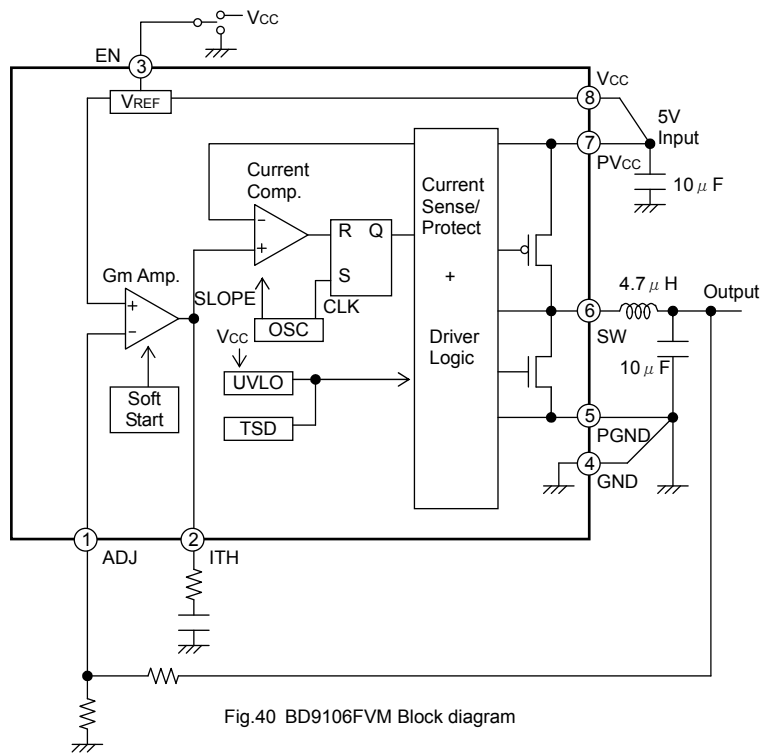 VCC
EN
3
VCC
VREF
8
5V
Input
7
PVCC
10μF
Current
Comp.
Current
Sense/
Protect
+
Driver
Logic
−
+
R Q
S
Gm Amp.
+
−
SLOPE
CLK
OSC
VCC
UVLO
TSD
Soft
Start
4.7μH
Output
6
SW
10μF
5
PGND
4
GND
1
ADJ
2
ITH
Fig.40 BD9106FVM Block diagram